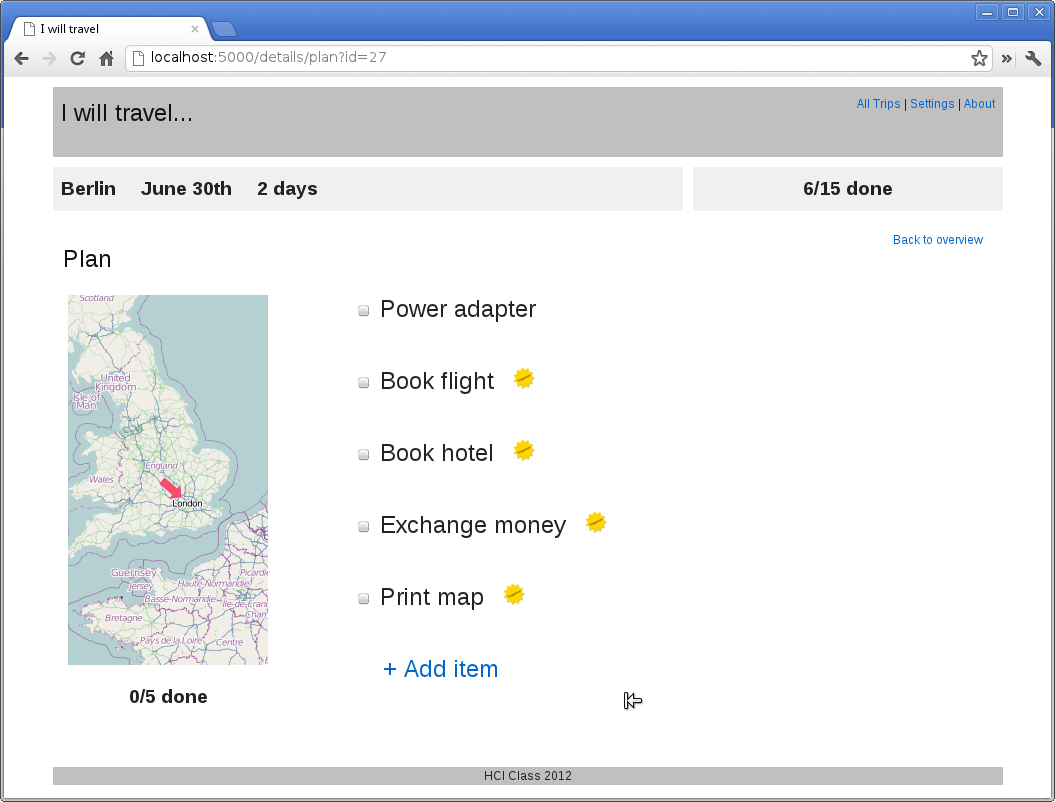 I will travel
localhost:5000/details/plan?id=27
I will travel...
All Trips | Settings | About
Berlin June 30th 2 days
6/15 done
Back to overview
Plan
Scotland
United
Kingdom
Isle of
Man
England
Wales
London
Guernsey
Jersey
Haute-Normandie
Picardie
Basse-Normandie
Île-de-France
Cham
Bretagne
Pays de la Loire
Centre
0/5 done
Power adapter
Book flight
Book hotel
Exchange money
Print map
+ Add item
HCI Class 2012